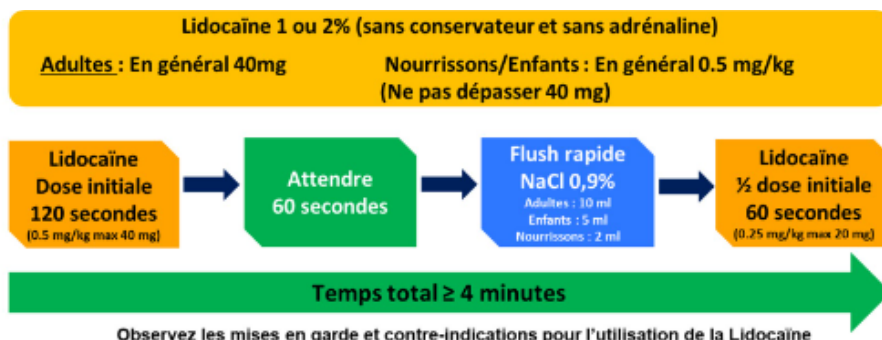 Lidocaïne 1 ou 2% (sans conservateur et sans adrénaline)
Adultes : En général 40mg
Nourrissons/Enfants : En général 0.5 mg/kg
(Ne pas dépasser 40 mg)
Lidocaïne
Dose initiale
120 secondes
(0.5 mg/kg max 40 mg)
Attendre
60 secondes
Flush rapide
NaCl 0,9%
Adultes : 10 ml
Enfants : 5 ml
Nourrissons : 2 ml
Lidocaïne
½ dose initiale
60 secondes
(0.25 mg/kg max 20 mg)
Temps total ≥ 4 minutes
Observez les mises en garde et contre-indications pour l'utilisation de la Lidocaïne